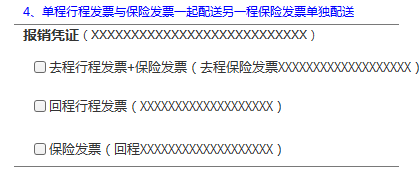 4、单程行程发票与保险发票一起配送另一程保险发票单独配送
报销凭证（XXXXXXXXXXXXXXXXXXXXXXXXXXX）
去程行程发票+保险发票（去程保险发票XXXXXXXXXXXXXXXXXXX）
回程行程发票（XXXXXXXXXXXXXXXXXXX）
保险发票（回程XXXXXXXXXXXXXXXXXXX）